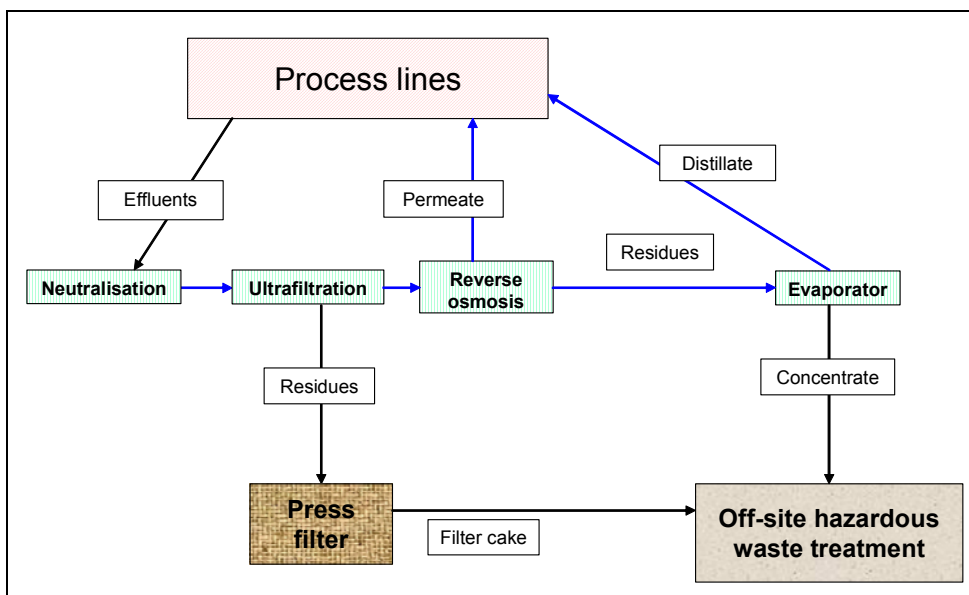 Process lines
Distillate
Effluents
Permeate
Residues
Neutralisation
Ultrafiltration
Reverse
osmosis
Evaporator
Residues
Concentrate
Press
filter
Filter cake
Off-site hazardous
waste treatment